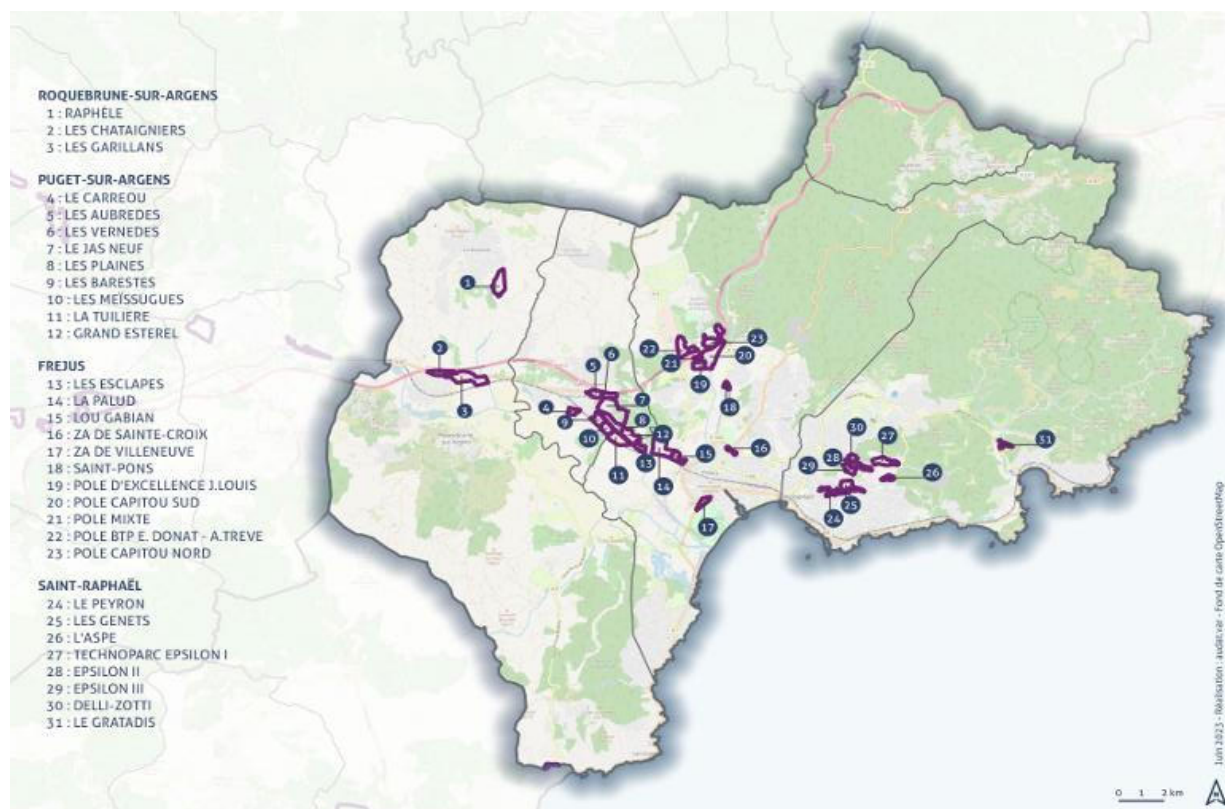 ROQUEBRUNE-SUR-ARGENS
1 : RAPHÈLE
2 : LES CHATAIGNIERS
3 : LES GARILLANS
PUGET-SUR-ARGENS
4 : LE CARREOU
5 : LES AUBREDES
6 : LES VERNEDES
7 : LE JAS NEUF
8 : LES PLAINES
9 : LES BARESTES
10 : LES MEÏSSUGUES
11 : LA TUILIERE
12 : GRAND ESTEREL
FREJUS
13 : LES ESCLAPES
14 : LA PALUD
15 : LOU GABIAN
16 : ZA DE SAINTE-CROIX
17 : ZA DE VILLENEUVE
18 : SAINT-PONS
19 : POLE D'EXCELLENCE J.LOUIS
20 : POLE CAPITOU SUD
21 : POLE MIXTE
22 : POLE BTP E. DONAT - A.TREVE
23 : POLE CAPITOU NORD
SAINT-RAPHAËL
24 : LE PEYRON
25 : LES GENETS
26 : L'ASPE
27 : TECHNOPARC EPSILON I
28 : EPSILON II
29 : EPSILON III
30 : DELLI-ZOTTI
31 : LE GRATADIS
1
2
3
22
23
21
20
19
18
5
6
4
7
9
8
10
12
11
13
14
15
16
17
30
27
28
29
26
24
25
31
0 1 2 km
Juin 2023 - Réalisation : audat.var - Fond de carte OpenStreetMap